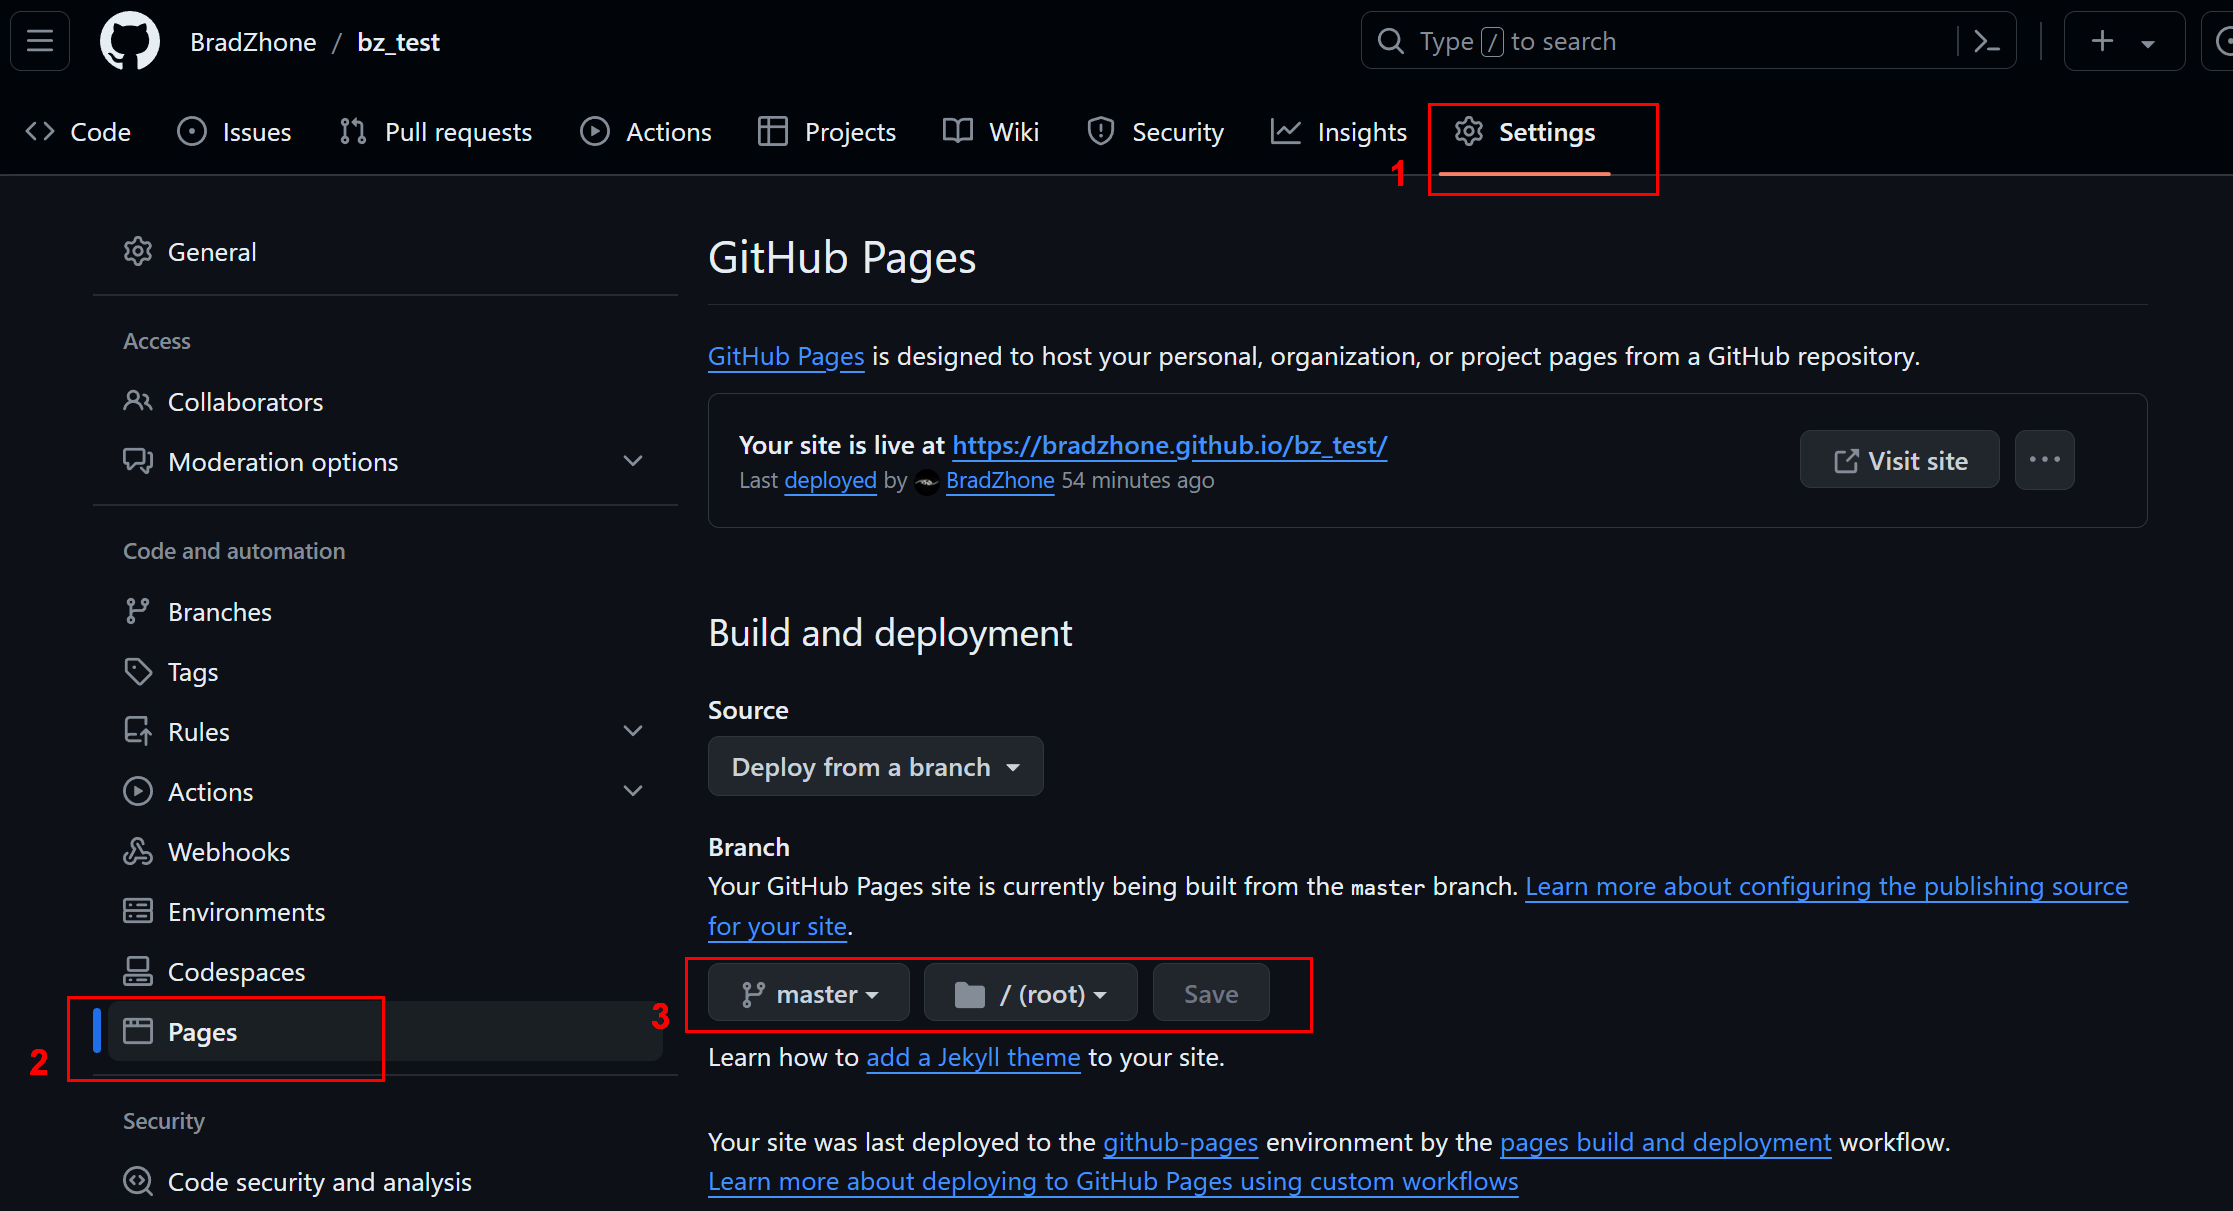 BradZhone / bz_test
Type / to search
Code
Issues
Pull requests
Actions
Projects
Wiki
Security
Insights
Settings
1
General
Access
Collaborators
Moderation options
Code and automation
Branches
Tags
Rules
Actions
Webhooks
Environments
Codespaces
Pages
2
Security
Code security and analysis
GitHub Pages
GitHub Pages is designed to host your personal, organization, or project pages from a GitHub repository.
Your site is live at https://bradzhone.github.io/bz_test/
Last deployed by BradZhone 54 minutes ago
Visit site
Build and deployment
Source
Deploy from a branch
Branch
Your GitHub Pages site is currently being built from the master branch. Learn more about configuring the publishing source
for your site.
3
master
/ (root)
Save
Learn how to add a Jekyll theme to your site.
Your site was last deployed to the github-pages environment by the pages build and deployment workflow.
Learn more about deploying to GitHub Pages using custom workflows